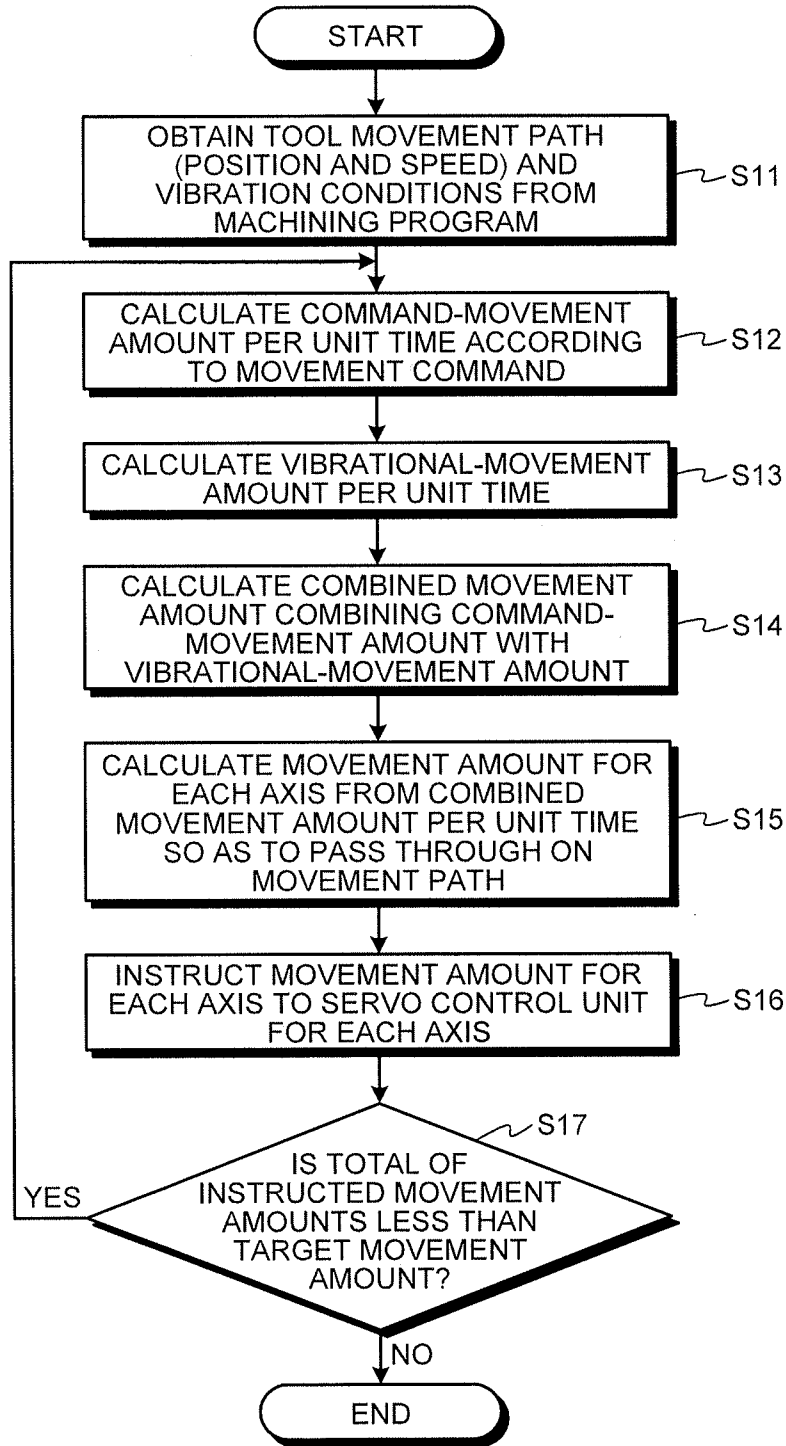 START
OBTAIN TOOL MOVEMENT PATH
(POSITION AND SPEED) AND
VIBRATION CONDITIONS FROM
MACHINING PROGRAM
S11
CALCULATE COMMAND-MOVEMENT
AMOUNT PER UNIT TIME ACCORDING
TO MOVEMENT COMMAND
S12
CALCULATE VIBRATIONAL-MOVEMENT
AMOUNT PER UNIT TIME
S13
CALCULATE COMBINED MOVEMENT
AMOUNT COMBINING COMMAND-
MOVEMENT AMOUNT WITH
VIBRATIONAL-MOVEMENT AMOUNT
S14
CALCULATE MOVEMENT AMOUNT FOR
EACH AXIS FROM COMBINED
MOVEMENT AMOUNT PER UNIT TIME
SO AS TO PASS THROUGH ON
MOVEMENT PATH
S15
INSTRUCT MOVEMENT AMOUNT FOR
EACH AXIS TO SERVO CONTROL UNIT
FOR EACH AXIS
S16
S17
IS TOTAL OF
INSTRUCTED MOVEMENT
AMOUNTS LESS THAN
TARGET MOVEMENT
AMOUNT?
YES
NO
END